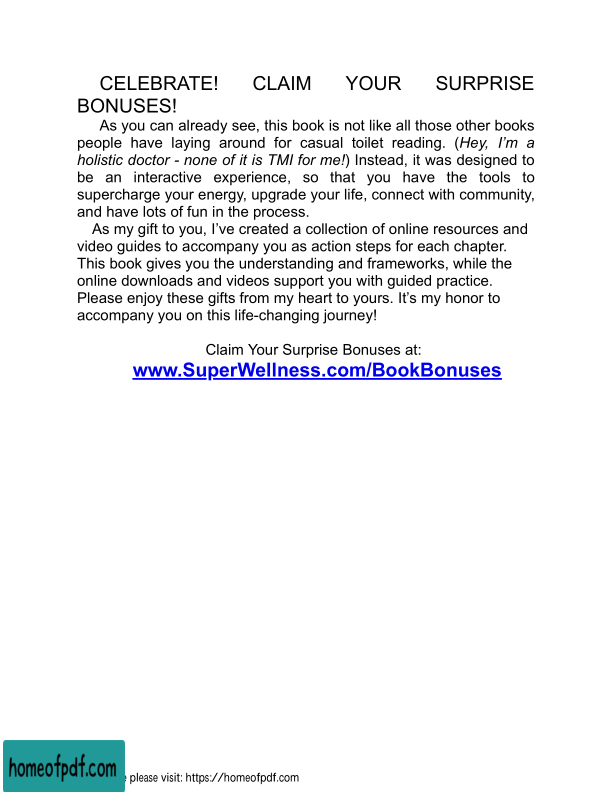 CELEBRATE! CLAIM YOUR SURPRISE
BONUSES!
As you can already see, this book is not like all those other books
people have laying around for casual toilet reading. (Hey, I’m a
holistic doctor - none of it is TMI for me!) Instead, it was designed to
be an interactive experience, so that you have the tools to
supercharge your energy, upgrade your life, connect with community,
and have lots of fun in the process.
As my gift to you, I’ve created a collection of online resources and
video guides to accompany you as action steps for each chapter.
This book gives you the understanding and frameworks, while the
online downloads and videos support you with guided practice.
Please enjoy these gifts from my heart to yours. It’s my honor to
accompany you on this life-changing journey!
Claim Your Surprise Bonuses at:
www.SuperWellness.com/BookBonuses
homeofpdf.com
please visit: https://homeofpdf.com